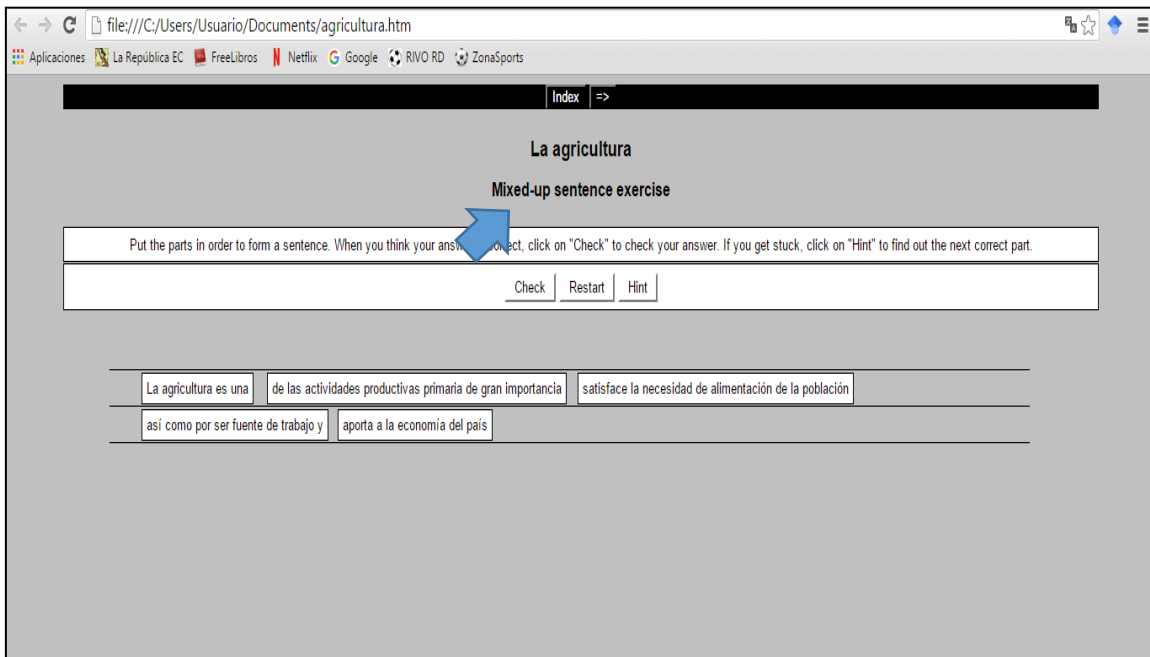 file:///C:/Users/Usuario/Documents/agricultura.htm
Aplicaciones La República EC FreeLibros Netflix G Google RIVO RD ZonaSports
Index =>
La agricultura
Mixed-up sentence exercise
Put the parts in order to form a sentence. When you think your answ ect, click on "Check" to check your answer. If you get stuck, click on "Hint" to find out the next correct part.
Check Restart Hint
La agricultura es una de las actividades productivas primaria de gran importancia satisface la necesidad de alimentación de la población
así como por ser fuente de trabajo y aporta a la economía del país